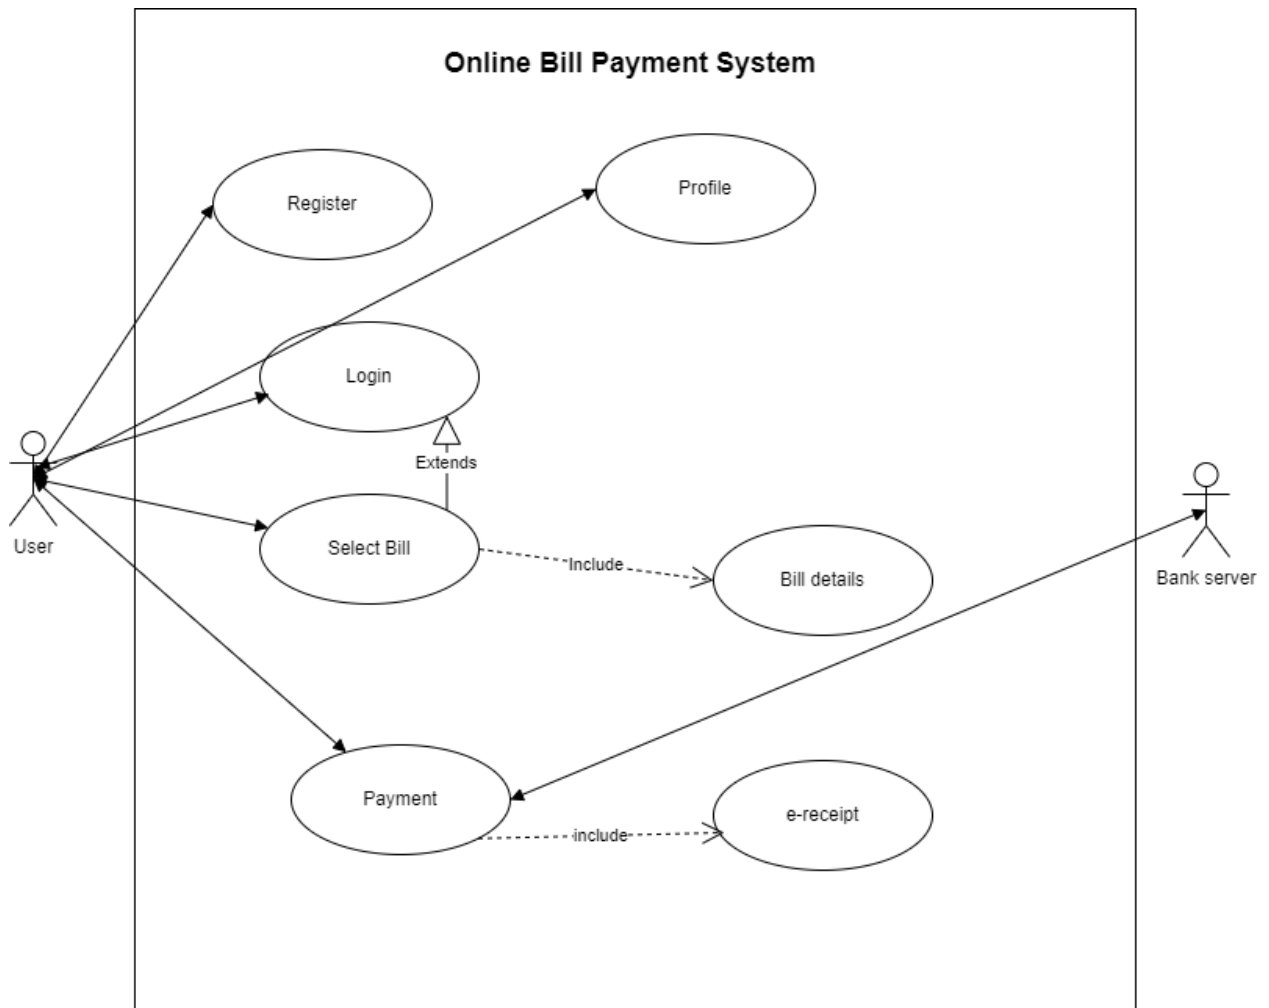 Online Bill Payment System
Register
Profile
Login
Extends
User
Select Bill
Include
Bill details
Bank server
Payment
include
e-receipt